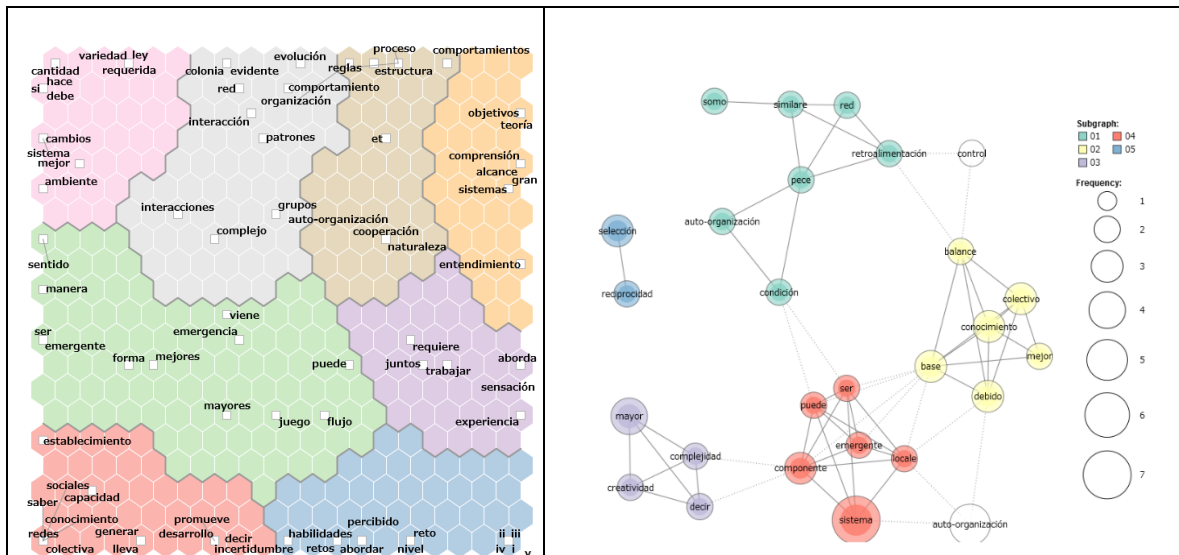 variedad ley
requerida
cantidad
hace
si
debe
cambios
sistema
mejor
ambiente
evolución
colonia evidente
red
comportamiento
organización
interacción
patrones
interacciones
grupos
complejo
proceso
reglas
estructura
et
auto-organización
cooperación
naturaleza
comportamientos
objetivos
teoría
comprensión
alcance
gran
sistemas
entendimiento
sentido
manera
viene
ser
emergencia
emergente
forma
mejores
puede
mayores
juego
flujo
requiere
juntos
trabajar
aborda
sensación
experiencia
establecimiento
sociales
capacidad
saber
conocimiento
promueve
redes
generar
desarrollo
decir
colectiva
lleva
incertidumbre
percibido
habilidades
reto
retos
abordar
nivel
ii iii
iv i
v
somo
similare
red
retroalimentación
control
pece
auto-organización
selección
reciprocidad
condición
balance
colectivo
conocimiento
mejor
base
debido
ser
puede
emergente
locale
componente
sistema
auto-organización
mayor
complejidad
creatividad
decir
Subgraph:
01 04
02 05
03
Frequency:
1
2
3
4
5
6
7